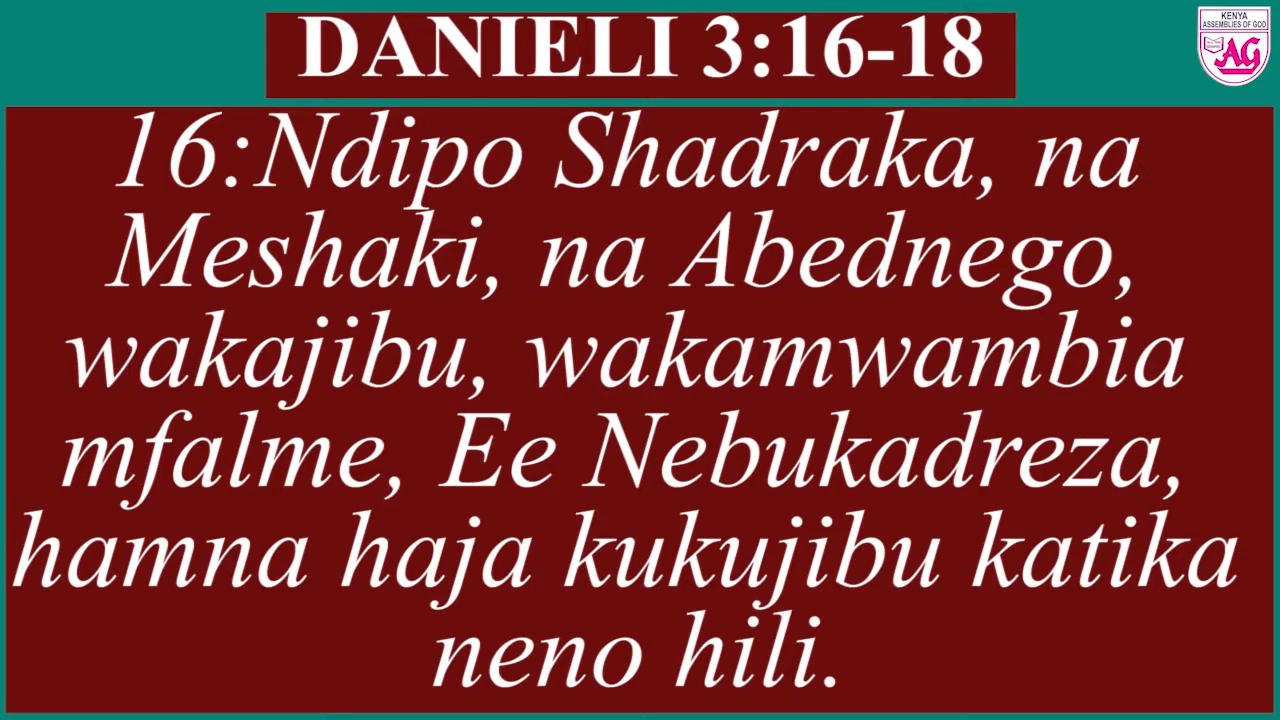 DANIELI 3:16-18
KENYA
ASSEMBLIES OF GOD
AG
16:Ndipo Shadraka, na
Meshaki, na Abednego,
wakajibu, wakamwambia
mfalme, Ee Nebukadreza,
hamna haja kukujibu katika
neno hili.